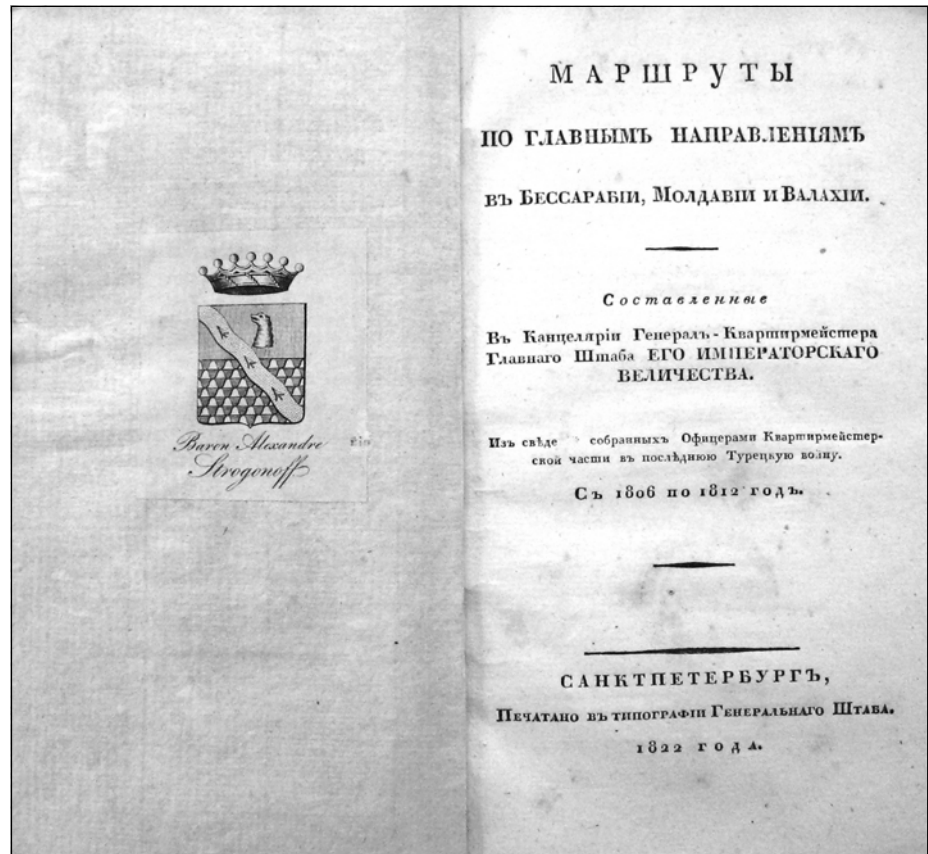 Baron Alexandre
Strogonoff
МАРШРУТЫ
ПО ГЛАВНЫМЪ НАПРАВЛЕНІЯМЪ
ВЪ БЕССАРАБІИ, МОЛДАВІИ И ВАЛАХІИ.
Составленные
Въ Канцеляріи Генералъ-Квартирмейстера
Главнаго Штаба ЕГО ИМПЕРАТОРСКАГО
ВЕЛИЧЕСТВА.
Изъ свѣде собранныхъ Офицерами Квартирмейстер-
ской части въ послѣднюю Турецкую войну.
Съ 1806 по 1812 годъ.
САНКТПЕТЕРБУРГЪ,
ПЕЧАТАНО ВЪ ТИПОГРАФІИ ГЕНЕРАЛЬНАГО ШТАБА.
1822 ГОДА.